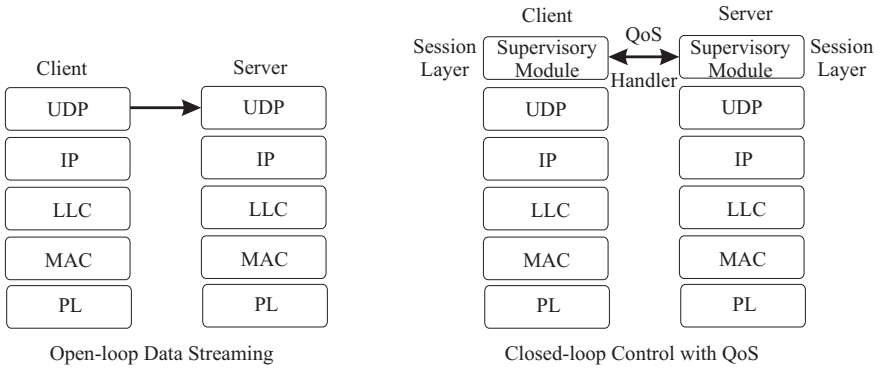 Client
Server
UDP
UDP
IP
IP
LLC
LLC
MAC
MAC
PL
PL
Open-loop Data Streaming
Client
Server
Session
Layer
Supervisory
Module
QoS
Handler
Supervisory
Module
Session
Layer
UDP
UDP
IP
IP
LLC
LLC
MAC
MAC
PL
PL
Closed-loop Control with QoS